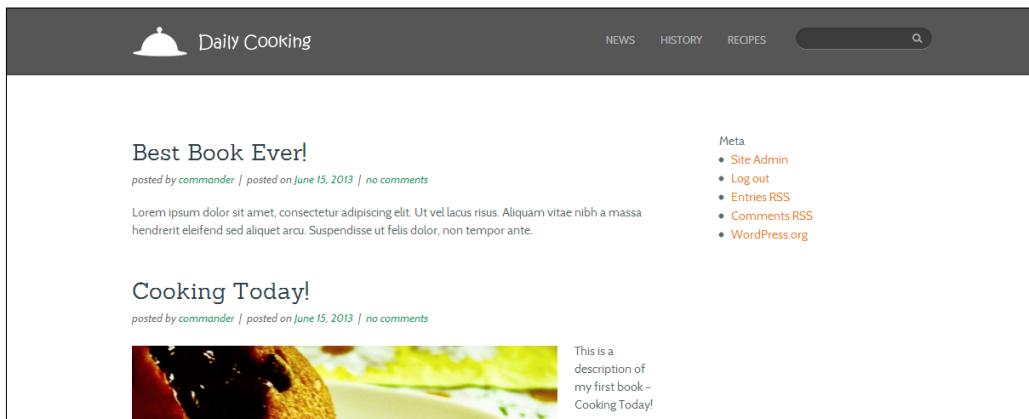 Daily Cooking
NEWS HISTORY RECIPES
Best Book Ever!
posted by commander | posted on June 15, 2013 | no comments
Lorem ipsum dolor sit amet, consectetur adipiscing elit. Ut vel lacus risus. Aliquam vitae nibh a massa
hendrerit eleifend sed aliquet arcu. Suspendisse ut felis dolor, non tempor ante.
Cooking Today!
posted by commander | posted on June 15, 2013 | no comments
This is a
description of
my first book –
Cooking Today!
Meta
Site Admin
Log out
Entries RSS
Comments RSS
WordPress.org